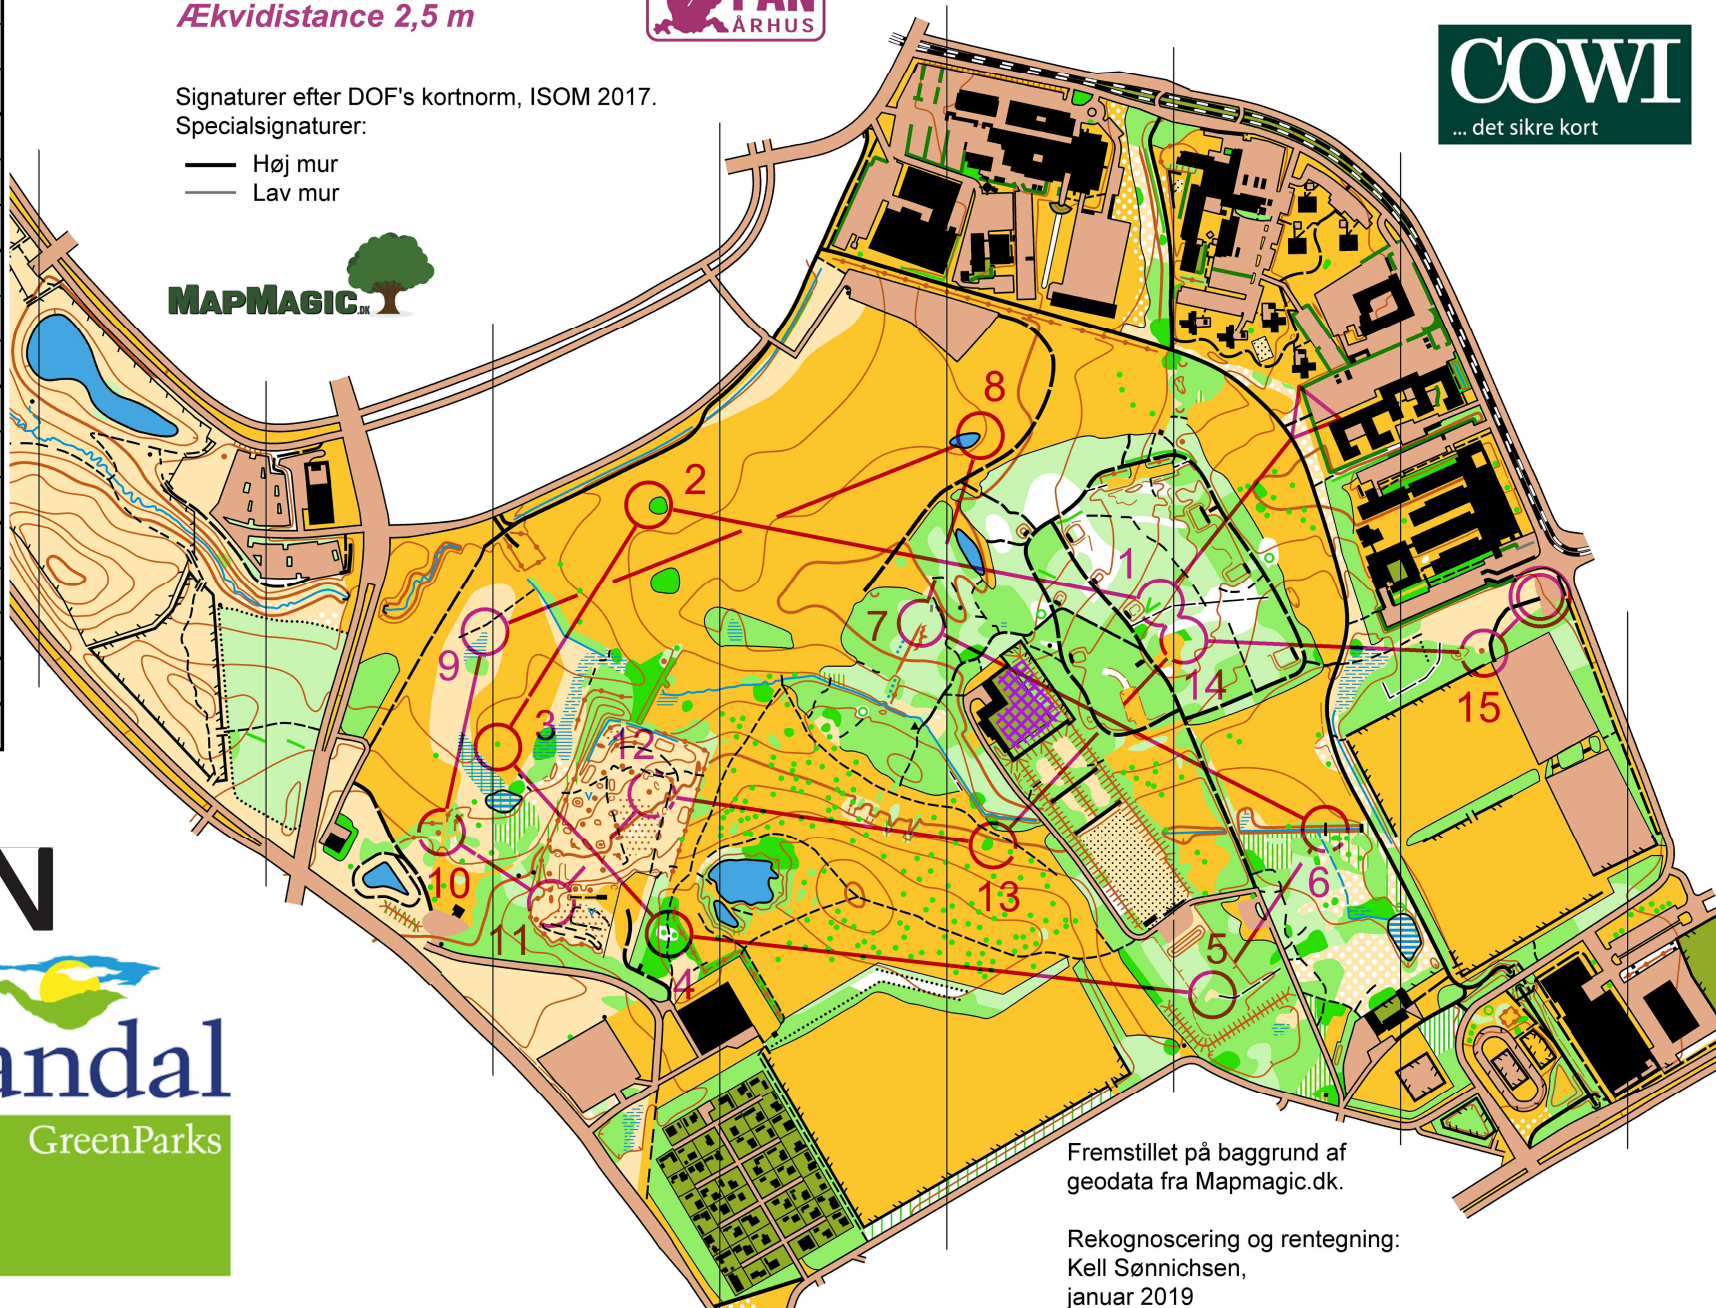 Ækvidistance 2,5 m
PAN
ÅRHUS
COWI
... det sikre kort
Signaturer efter DOF's kortnorm, ISOM 2017.
Specialsignaturer:
Høj mur
Lav mur
MAPMAGIC.DK
8
2
1
7
9
14
3
15
12
10
6
13
11
5
4
N
andal
GreenParks
Fremstillet på baggrund af
geodata fra Mapmagic.dk.
Rekognoscering og rentegning:
Kell Sønnichsen,
januar 2019